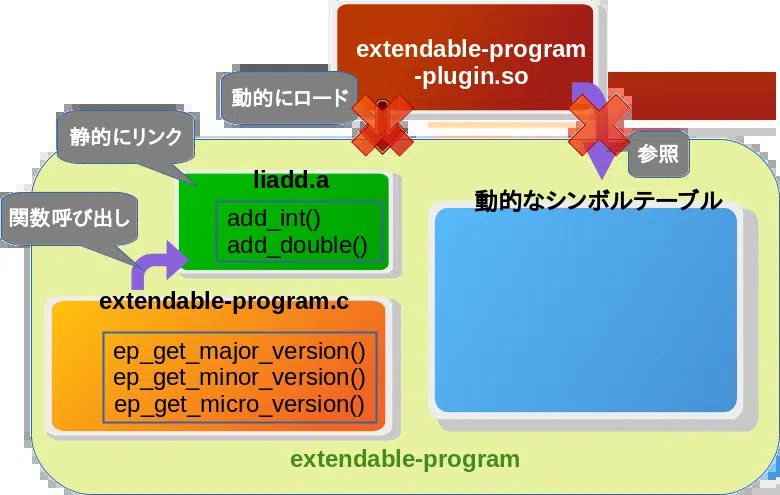 extendable-program
-plugin.so
動的にロード
静的にリンク
参照
liadd.a
動的なシンボルテーブル
関数呼び出し
add_int()
add_double()
extendable-program.c
ep_get_major_version()
ep_get_minor_version()
ep_get_micro_version()
extendable-program